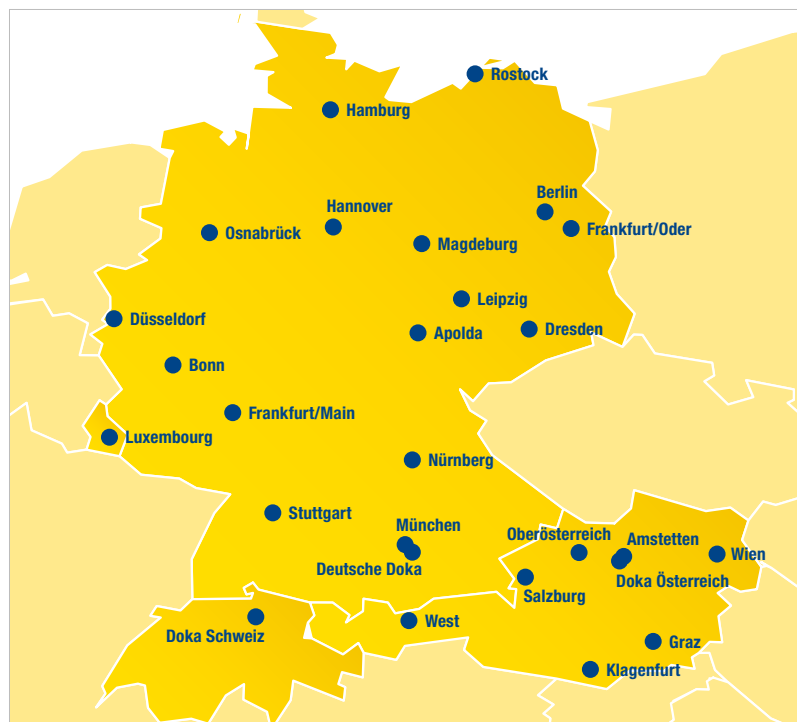 Rostock
Hamburg
Berlin
Hannover
Frankfurt/Oder
Osnabrück
Magdeburg
Leipzig
Düsseldorf
Apolda
Dresden
Bonn
Frankfurt/Main
Luxembourg
Nürnberg
Stuttgart
München
Oberösterreich
Amstetten
Wien
Deutsche Doka
Doka Österreich
Salzburg
West
Doka Schweiz
Graz
Klagenfurt